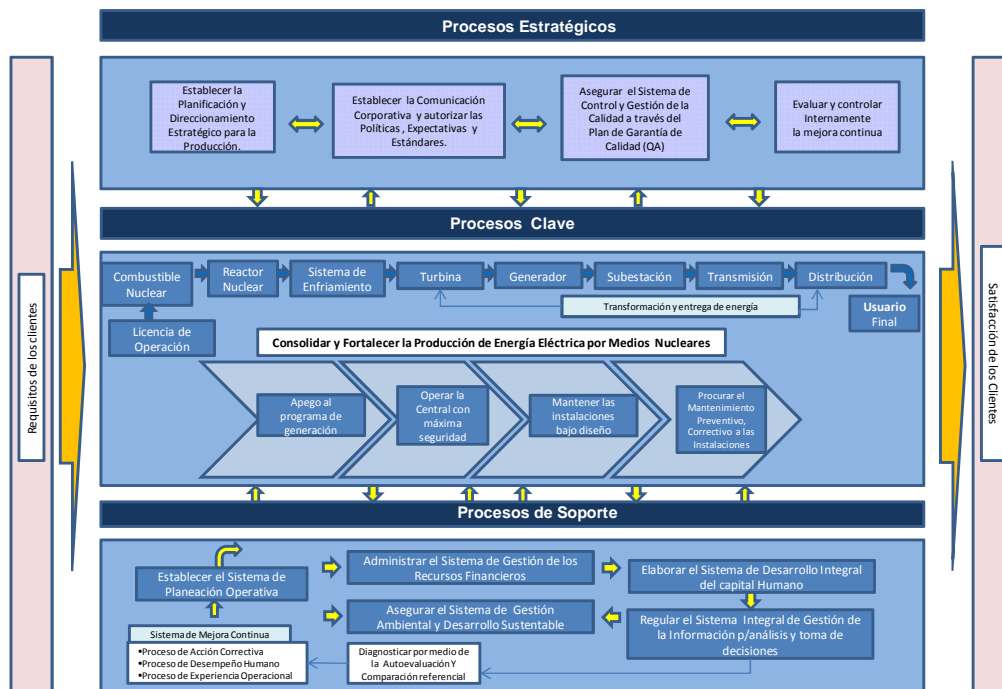 Procesos Estratégicos
Requisitos de los clientes
Establecer la
Planificación y
Direccionamiento
Estratégico para la
Producción.
Establecer la Comunicación
Corporativa y autorizar las
Políticas , Expectativas y
Estándares.
Asegurar el Sistema de
Control y Gestión de la
Calidad a través del
Plan de Garantía de
Calidad (QA)
Evaluar y controlar
Internamente
la mejora continua
Satisfacción de los Clientes
Procesos Clave
Combustible
Nuclear
Reactor
Nuclear
Sistema de
Enfriamiento
Turbina
Generador
Subestación
Transmisión
Distribución
Transformación y entrega de energía
Usuario
Final
Licencia de
Operación
Consolidar y Fortalecer la Producción de Energía Eléctrica por Medios Nucleares
Apego al
programa de
generación
Operar la
Central con
máxima
seguridad
Mantener las
instalaciones
bajo diseño
Procurar el
Mantenimiento
Preventivo,
Correctivo a las
Instalaciones
Procesos de Soporte
Establecer el Sistema de
Planeación Operativa
Administrar el Sistema de Gestión de los
Recursos Financieros
Elaborar el Sistema de Desarrollo Integral
del capital Humano
Asegurar el Sistema de Gestión
Ambiental y Desarrollo Sustentable
Regular el Sistema Integral de Gestión de
la Información p/análisis y toma de
decisiones
Sistema de Mejora Continua
•Proceso de Acción Correctiva
•Proceso de Desempeño Humano
•Proceso de Experiencia Operacional
Diagnosticar por medio de
la Autoevaluación Y
Comparación referencial